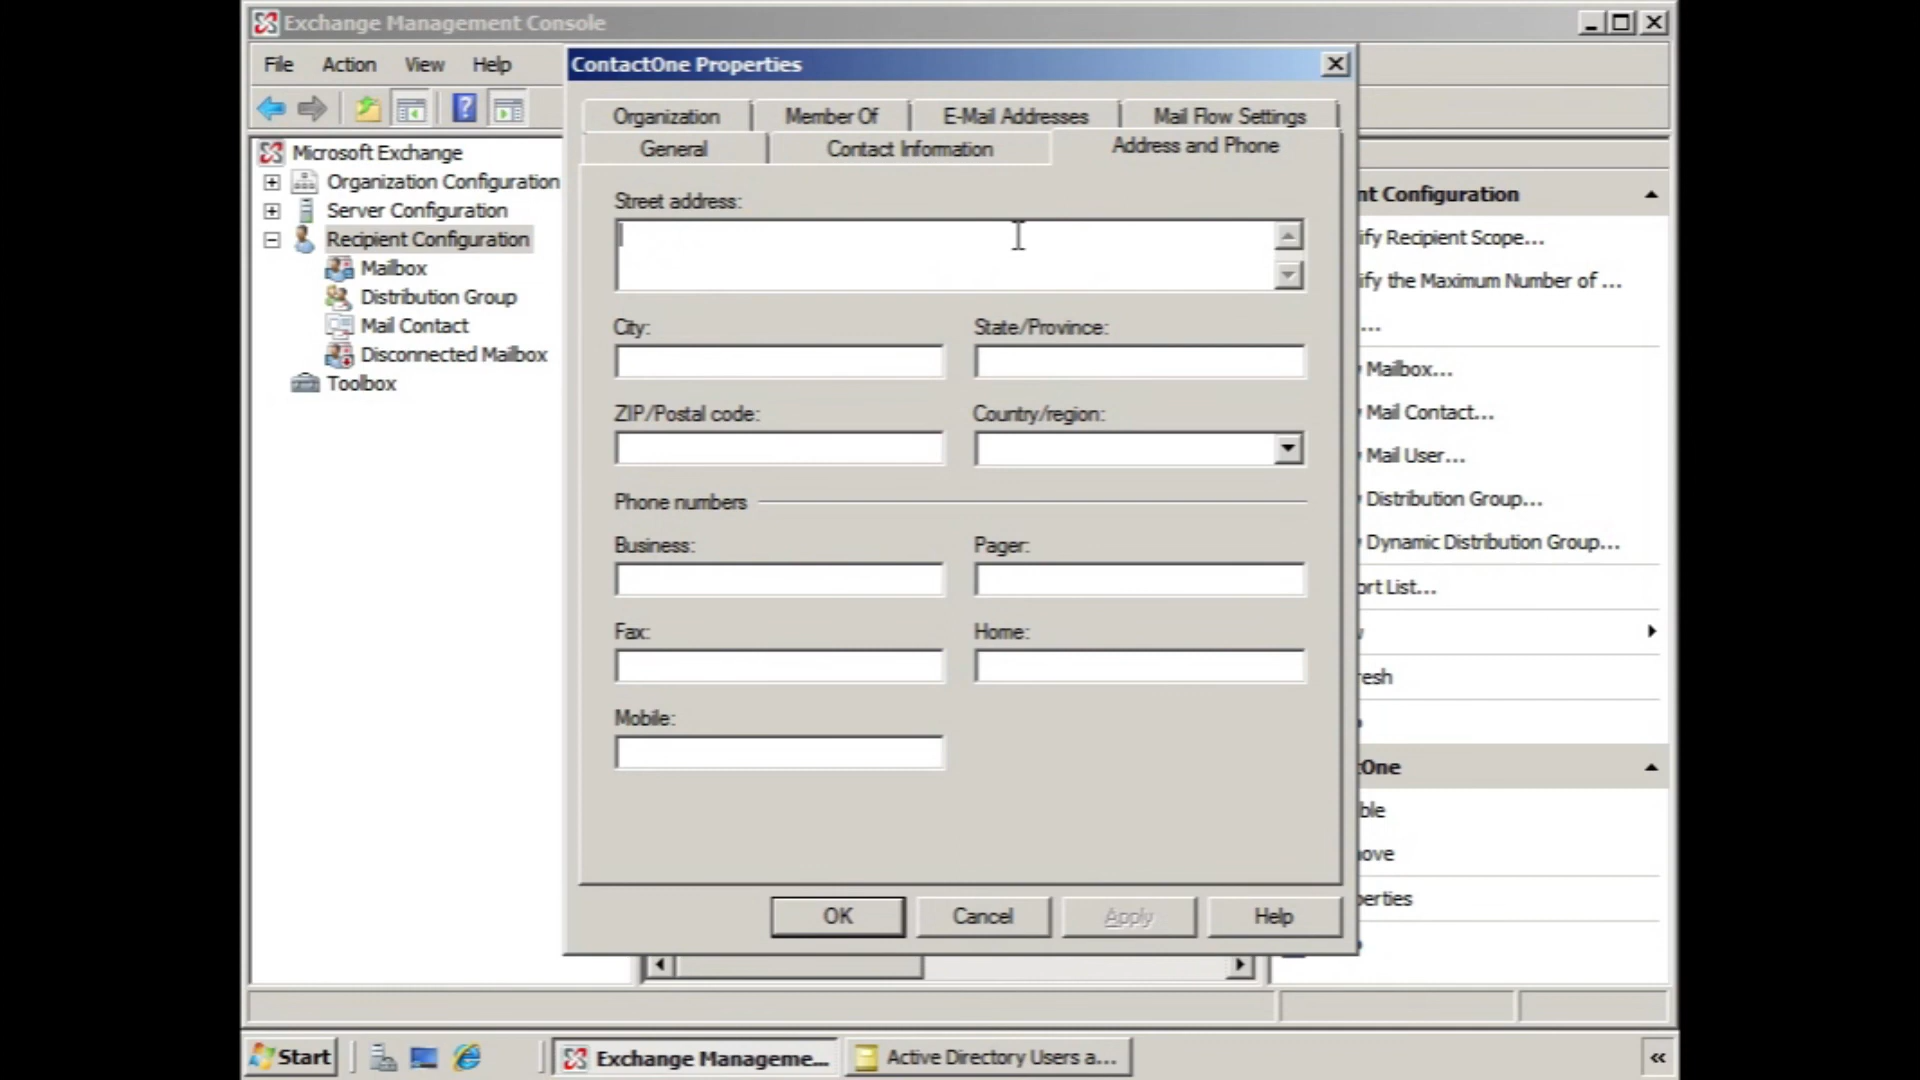 Exchange Management Console
File Action View Help
ContactOne Properties
Organization Member Of E-Mail Addresses Mail Flow Settings
General Contact Information Address and Phone
Microsoft Exchange
Organization Configuration
Server Configuration
Recipient Configuration
Mailbox
Distribution Group
Mail Contact
Disconnected Mailbox
Toolbox
Street address:
City: State/Province:
ZIP/Postal code: Country/region:
Phone numbers
Business: Pager:
Fax: Home:
Mobile:
OK Cancel Apply Help
nt Configuration
ify Recipient Scope...
ify the Maximum Number of ...
...
Mailbox...
Mail Contact...
Mail User...
Distribution Group...
Dynamic Distribution Group...
ort List...
resh
tOne
ble
ove
perties
Start Exchange Manageme... Active Directory Users a... «